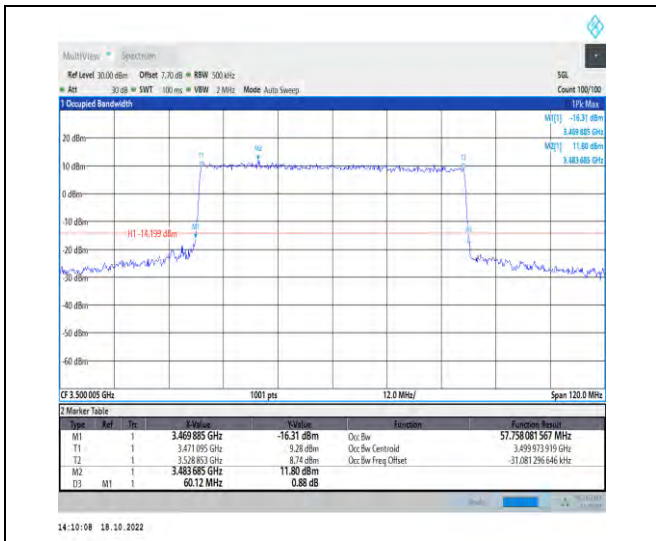 MultiView Spectrum
Ref Level 30.00 dBm Offset 7.70 dB RBW 500 kHz SGL
Att 30 dB SWT 100 ms VBW 2 MHz Mode Auto Sweep Count 100/100
1 Occupied Bandwidth 1Pk Max
M1[1] -16.31 dBm
3.469 885 GHz
M2[1] 11.80 dBm
3.483 685 GHz
20 dBm
M2
T1
T2
10 dBm
0 dBm
-10 dBm
M1
H1 -14.199 dBm
-20 dBm
-30 dBm
-40 dBm
-50 dBm
-60 dBm
CF 3.500 005 GHz 1001 pts 12.0 MHz/ Span 120.0 MHz
2 Marker Table
Type Ref Trc X-Value Y-Value Function Function Result
M1 1 3.469 885 GHz -16.31 dBm Occ Bw 57.758 081 567 MHz
T1 1 3.471 095 GHz 9.28 dBm Occ Bw Centroid 3.499 973 919 GHz
T2 1 3.528 853 GHz 8.74 dBm Occ Bw Freq Offset -31.081 296 646 kHz
M2 1 3.483 685 GHz 11.80 dBm
D3 M1 1 60.12 MHz 0.88 dB
14:10:08 18.10.2022